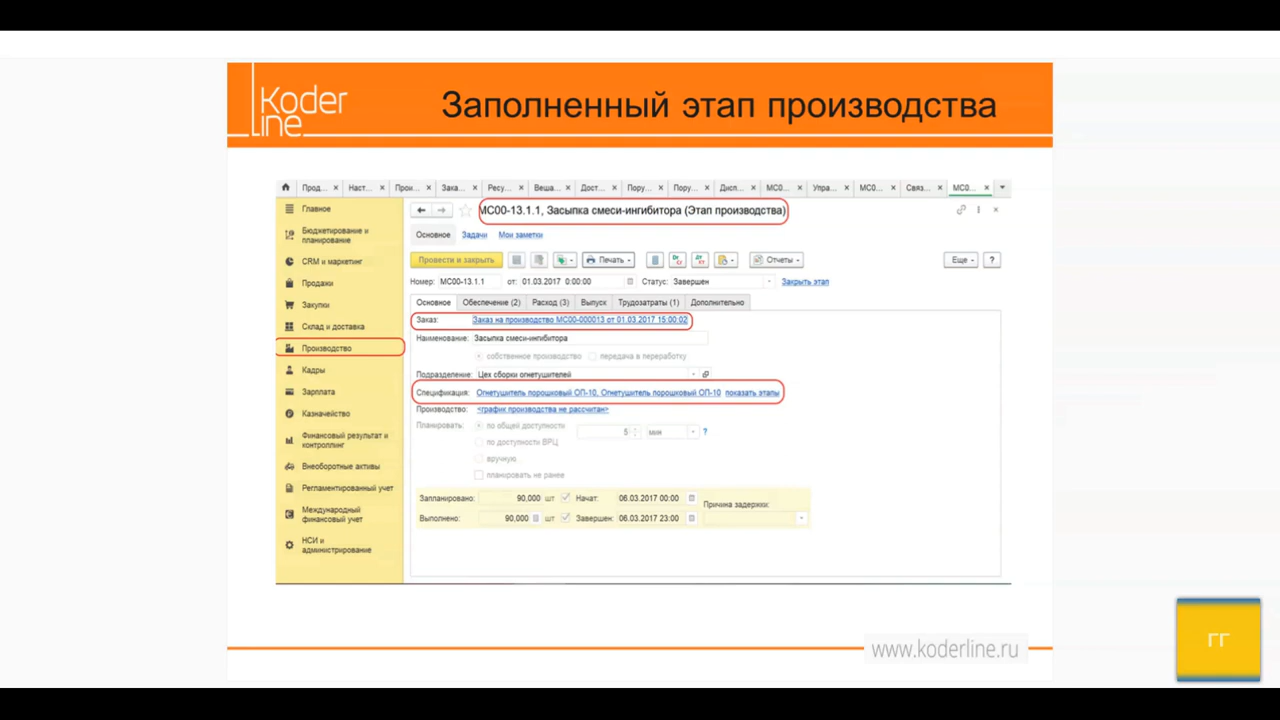 Koder
line
Заполненный этап производства
Прод... × Наст... × Прои... × Зака... × Ресу... × Веша... × Дост... × Пору... × Пору... × Дисп... × МС0... × Упра... × МС0... × Связ... × МС0... ×
Главное
Бюджетирование и
планирование
CRM и маркетинг
Продажи
Закупки
Склад и доставка
Производство
Кадры
Зарплата
Казначейство
Финансовый результат и
контроллинг
Внеоборотные активы
Регламентированный учет
Международный
финансовый учет
НСИ и
администрирование
МС00-13.1.1, Засыпка смеси-ингибитора (Этап производства)
Основное Задачи Мои заметки
Провести и закрыть Печать Отчеты Еще ?
Номер: МС00-13.1.1 от: 01.03.2017 0:00:00 Статус: Завершен Закрыть этап
Основное Обеспечение (2) Расход (3) Выпуск Трудозатраты (1) Дополнительно
Заказ: Заказ на производство МС00-000013 от 01.03.2017 15:00:02
Наименование: Засыпка смеси-ингибитора
собственное производство передача в переработку
Подразделение: Цех сборки огнетушителей
Спецификация: Огнетушитель порошковый ОП-10, Огнетушитель порошковый ОП-10 показать этапы
Производство: <график производства не рассчитан>
Планировать: по общей доступности 5 мин ?
по доступности ВРЦ
вручную
планировать не ранее
Запланировано: 90,000 шт Начат: 06.03.2017 00:00 Причина задержки:
Выполнено: 90,000 шт Завершен: 06.03.2017 23:00
www.koderline.ru
ГГ